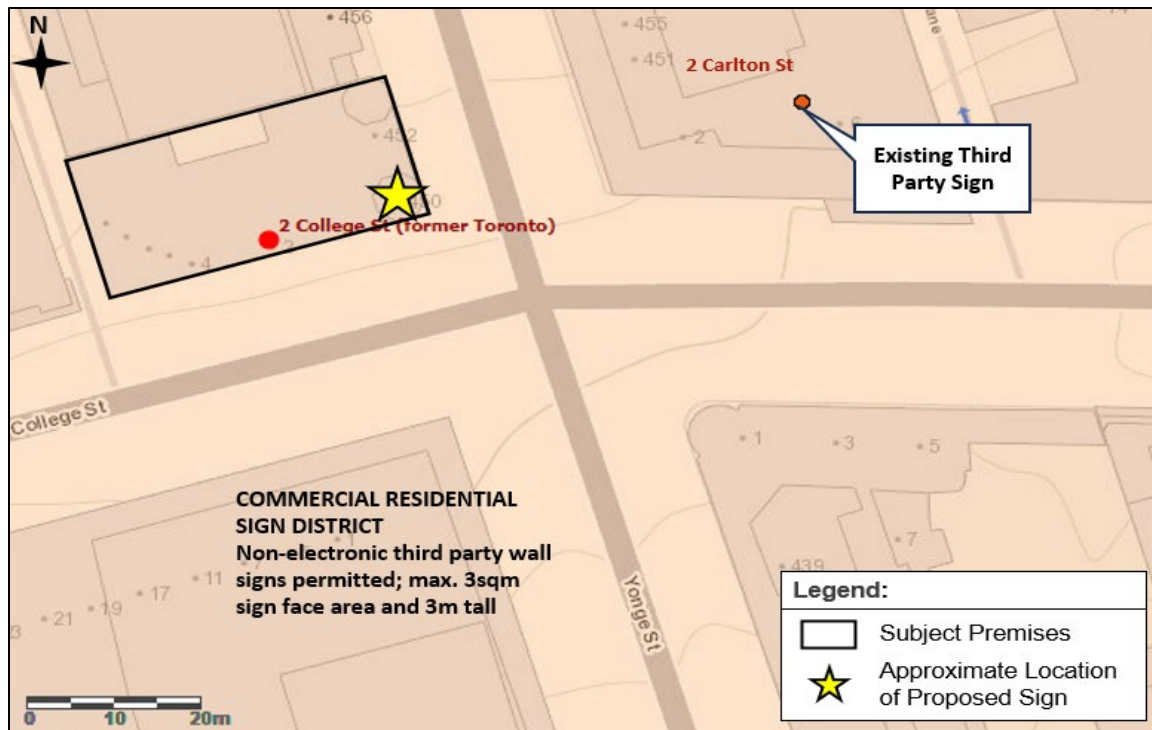 N
456
455
451
2 Carlton St
452
2
6
Existing Third
Party Sign
2 College St (former Toronto)
4
College St
1
3
5
COMMERCIAL RESIDENTIAL
SIGN DISTRICT
Non-electronic third party wall
signs permitted; max. 3sqm
sign face area and 3m tall
7
11
17
19
21
439
Yonge St
Legend:
Subject Premises
Approximate Location
of Proposed Sign
0 10 20m